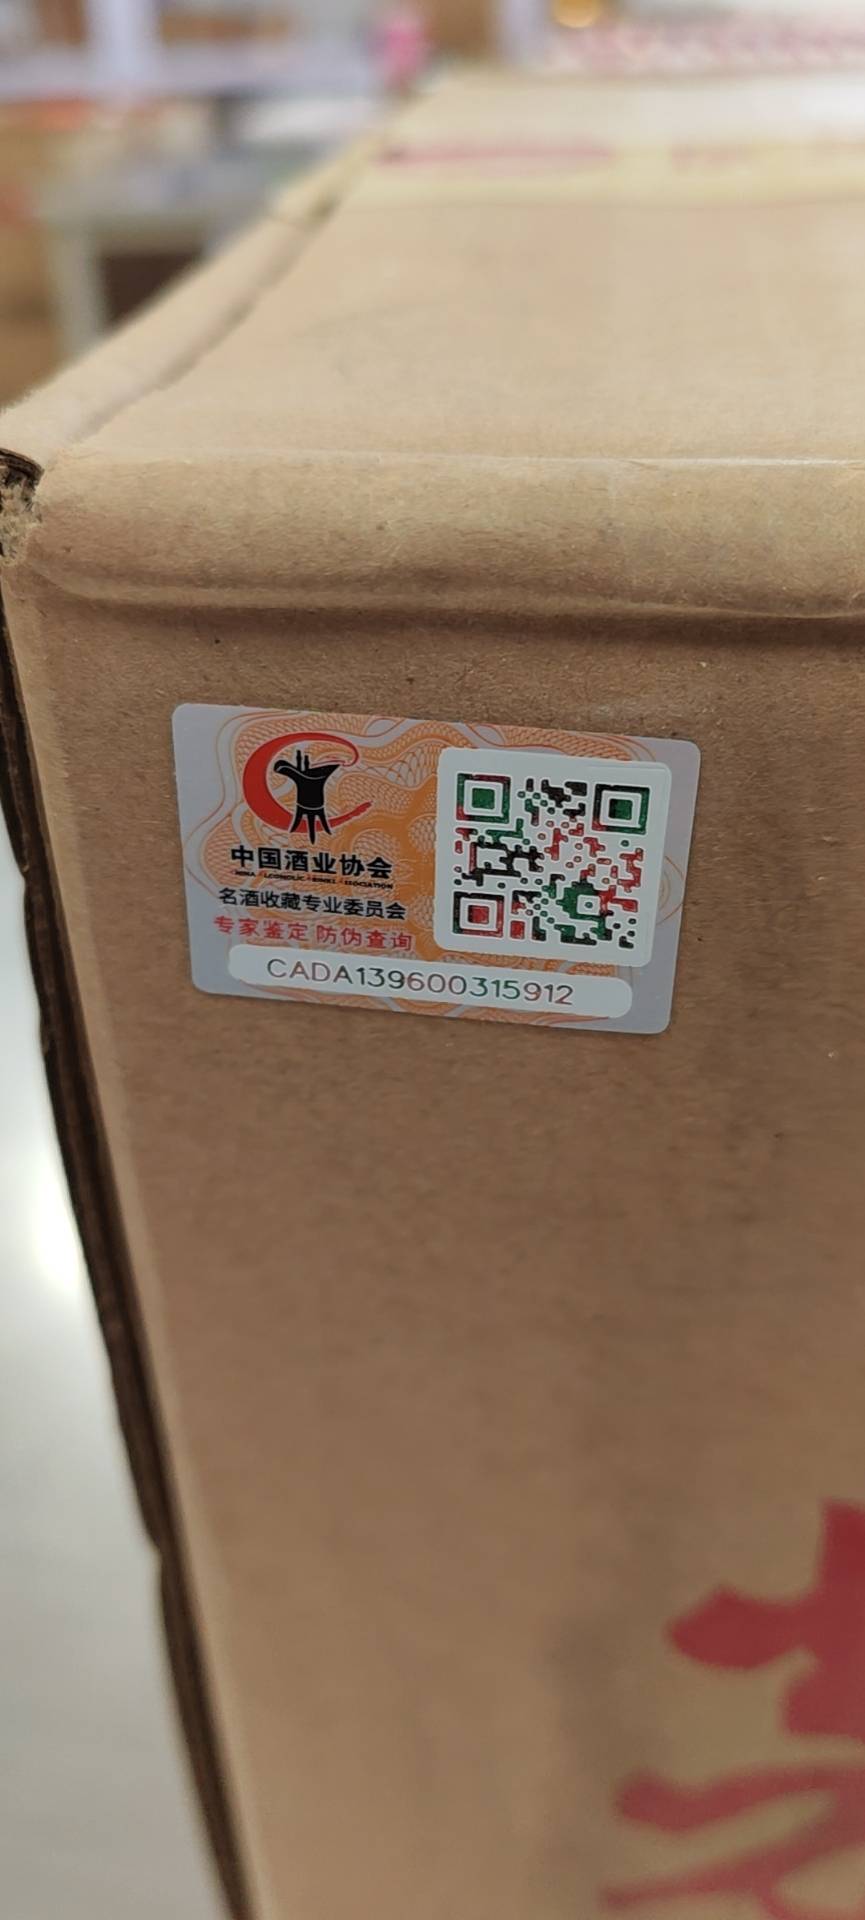 中国酒业协会
名酒收藏专业委员会
专家鉴定 防伪查询
CADA139600315912